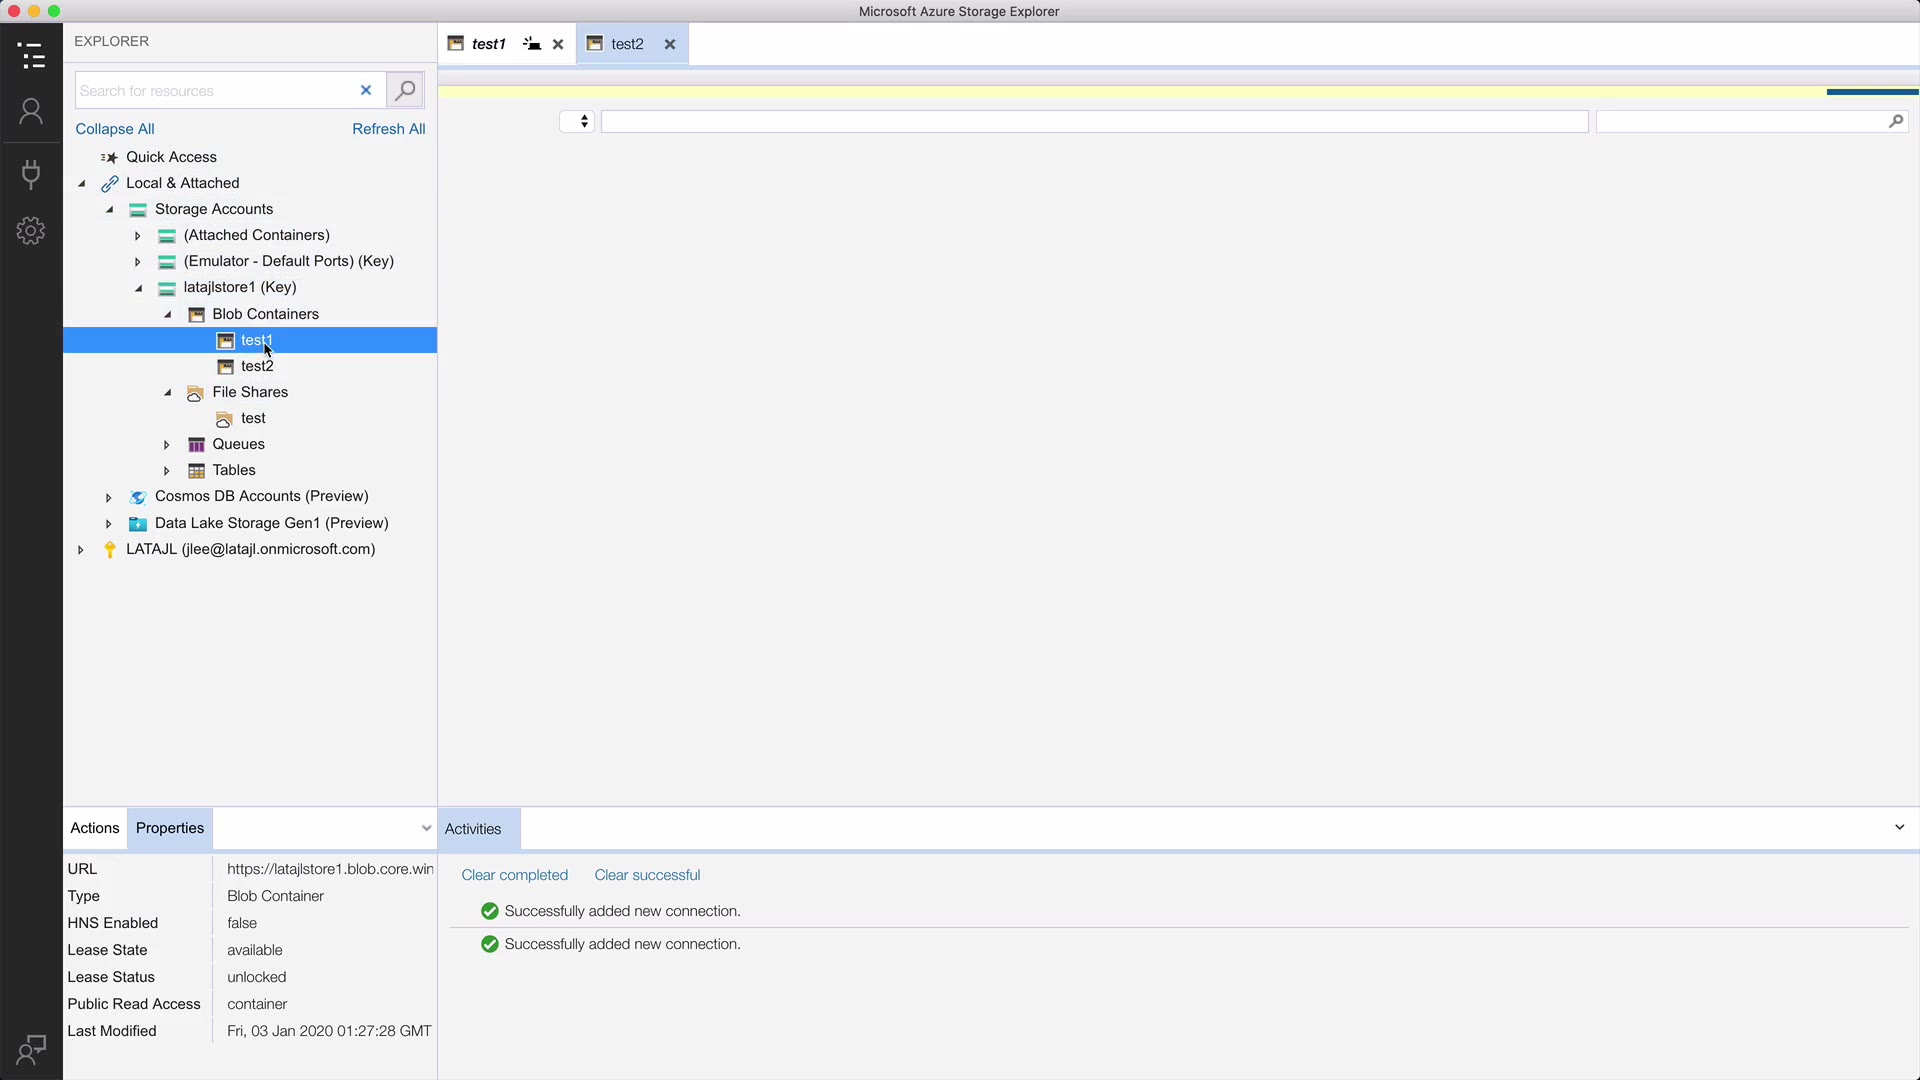 Microsoft Azure Storage Explorer
EXPLORER
test1
test2
Search for resources
Collapse All
Refresh All
Quick Access
Local & Attached
Storage Accounts
(Attached Containers)
(Emulator - Default Ports) (Key)
latajlstore1 (Key)
Blob Containers
test1
test2
File Shares
test
Queues
Tables
Cosmos DB Accounts (Preview)
Data Lake Storage Gen1 (Preview)
LATAJL (jlee@latajl.onmicrosoft.com)
Actions
Properties
URL https://latajlstore1.blob.core.win
Type Blob Container
HNS Enabled false
Lease State available
Lease Status unlocked
Public Read Access container
Last Modified Fri, 03 Jan 2020 01:27:28 GMT
Activities
Clear completed
Clear successful
Successfully added new connection.
Successfully added new connection.